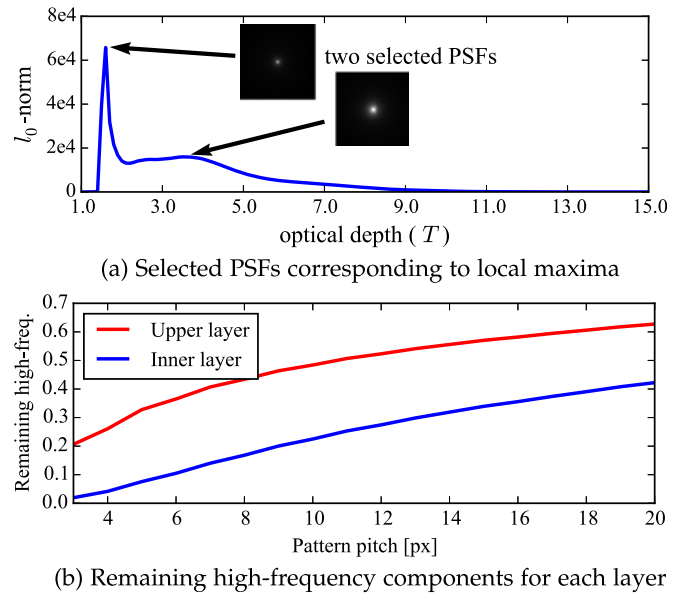 8e4
6e4
4e4
2e4
0
l₀-norm
two selected PSFs
1.0 3.0 5.0 7.0 9.0 11.0 13.0 15.0
optical depth ( T )
(a) Selected PSFs corresponding to local maxima
0.7
0.6
0.5
0.4
0.3
0.2
0.1
0.0
Remaining high-freq.
Upper layer
Inner layer
4 6 8 10 12 14 16 18 20
Pattern pitch [px]
(b) Remaining high-frequency components for each layer